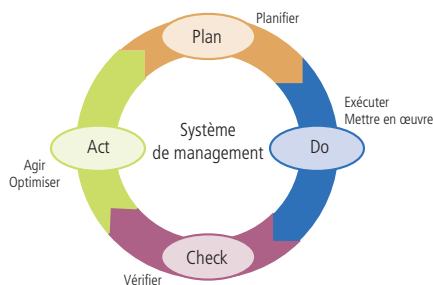 Plan
Planifier
Exécuter
Mettre en œuvre
Do
Système
de management
Act
Agir
Optimiser
Check
Vérifier